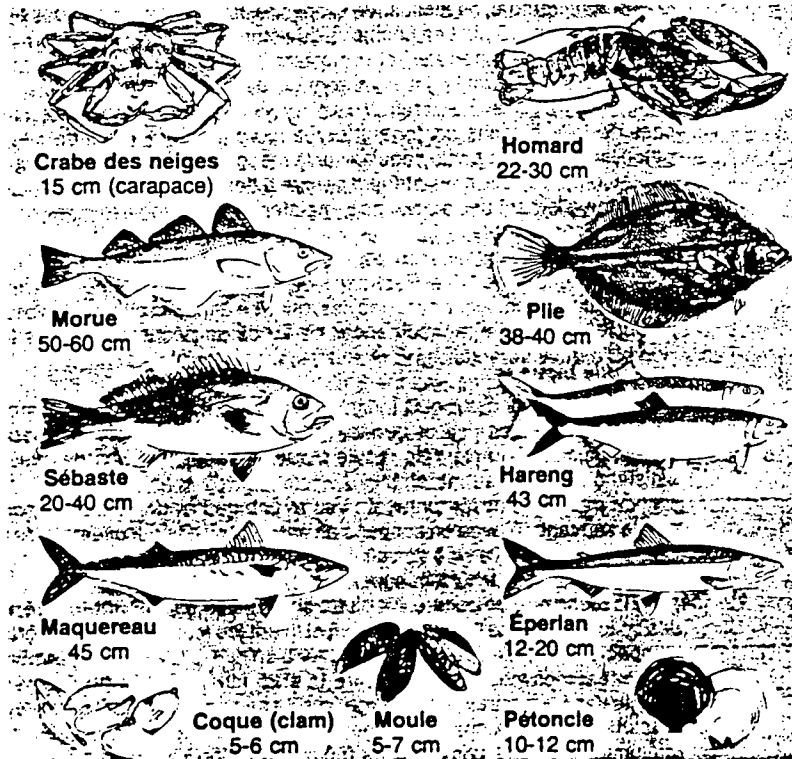 Crabe des neiges
15 cm (carapace)
Homard
22-30 cm
Morue
50-60 cm
Plie
38-40 cm
Sébaste
20-40 cm
Hareng
43 cm
Maquereau
45 cm
Éperlan
12-20 cm
Coque (clam)
5-6 cm
Moule
5-7 cm
Pétoncle
10-12 cm